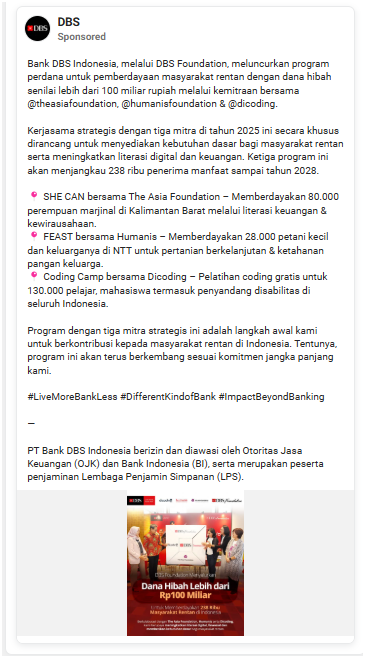 DBS
Sponsored
Bank DBS Indonesia, melalui DBS Foundation, meluncurkan program
perdana untuk pemberdayaan masyarakat rentan dengan dana hibah
senilai lebih dari 100 miliar rupiah melalui kemitraan bersama
@theasiafoundation, @humanisfoundation & @dicoding.
Kerjasama strategis dengan tiga mitra di tahun 2025 ini secara khusus
dirancang untuk menyediakan kebutuhan dasar bagi masyarakat rentan
serta meningkatkan literasi digital dan keuangan. Ketiga program ini
akan menjangkau 238 ribu penerima manfaat sampai tahun 2028.
SHE CAN bersama The Asia Foundation – Memberdayakan 80.000
perempuan marjinal di Kalimantan Barat melalui literasi keuangan &
kewirausahaan.
FEAST bersama Humanis – Memberdayakan 28.000 petani kecil
dan keluarganya di NTT untuk pertanian berkelanjutan & ketahanan
pangan keluarga.
Coding Camp bersama Dicoding – Pelatihan coding gratis untuk
130.000 pelajar, mahasiswa termasuk penyandang disabilitas di
seluruh Indonesia.
Program dengan tiga mitra strategis ini adalah langkah awal kami
untuk berkontribusi kepada masyarakat rentan di Indonesia. Tentunya,
program ini akan terus berkembang sesuai komitmen jangka panjang
kami.
#LiveMoreBankLess #DifferentKindofBank #ImpactBeyondBanking
—
PT Bank DBS Indonesia berizin dan diawasi oleh Otoritas Jasa
Keuangan (OJK) dan Bank Indonesia (BI), serta merupakan peserta
penjaminan Lembaga Penjamin Simpanan (LPS).
DBS Foundation Menyalurkan
Dana Hibah Lebih dari
Rp100 Miliar
Untuk Memberdayakan 238 Ribu
Masyarakat Rentan di Indonesia